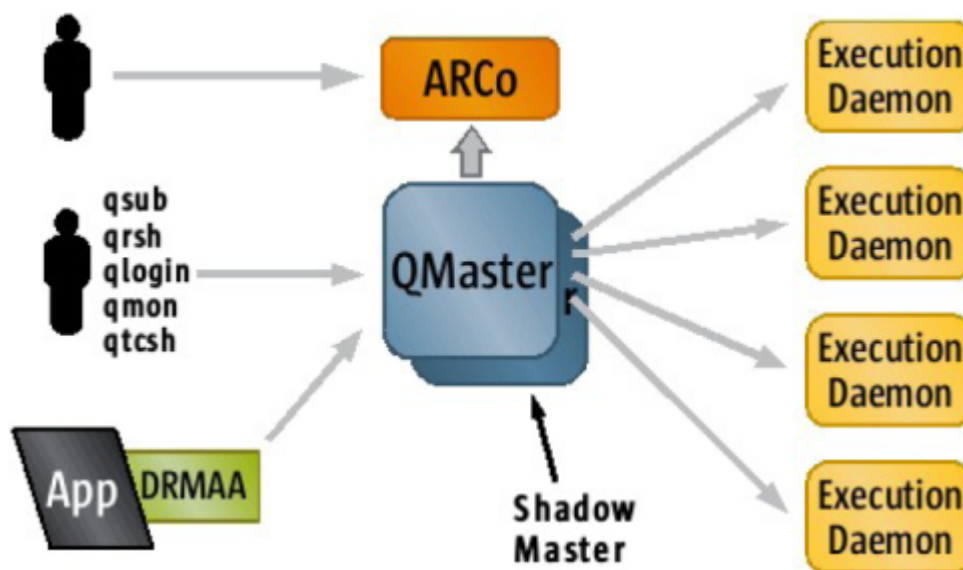 ARCo
Execution
Daemon
qsub
qrsh
qlogin
qmon
qtcsh
QMaster
r
Execution
Daemon
Execution
Daemon
App
DRMAA
Shadow
Master
Execution
Daemon